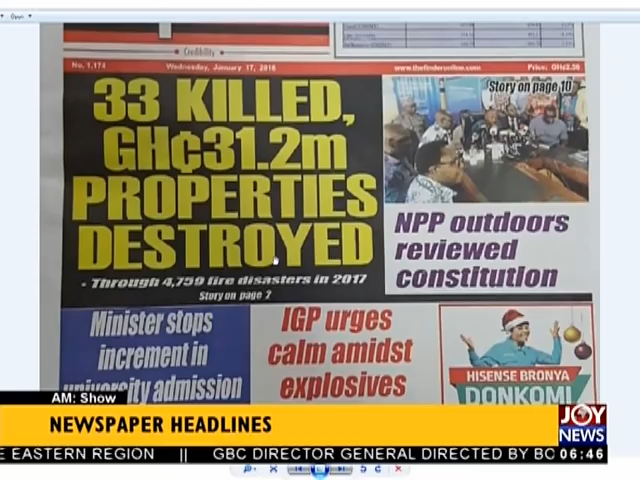 Credibility
No. 1,174 Wednesday, January 17, 2018 www.thefinderonline.com Price: GH¢2.50
33 KILLED,
GH¢31.2m
PROPERTIES
DESTROYED
- Through 4,759 fire disasters in 2017
Story on page 2
Story on page 10
NPP outdoors
reviewed
constitution
Minister stops
increment in
university admission
IGP urges
calm amidst
explosives
HISENSE BRONYA
DONKOMI
AM: Show
NEWSPAPER HEADLINES
JOY
NEWS
E EASTERN REGION || GBC DIRECTOR GENERAL DIRECTED BY BO
06:46